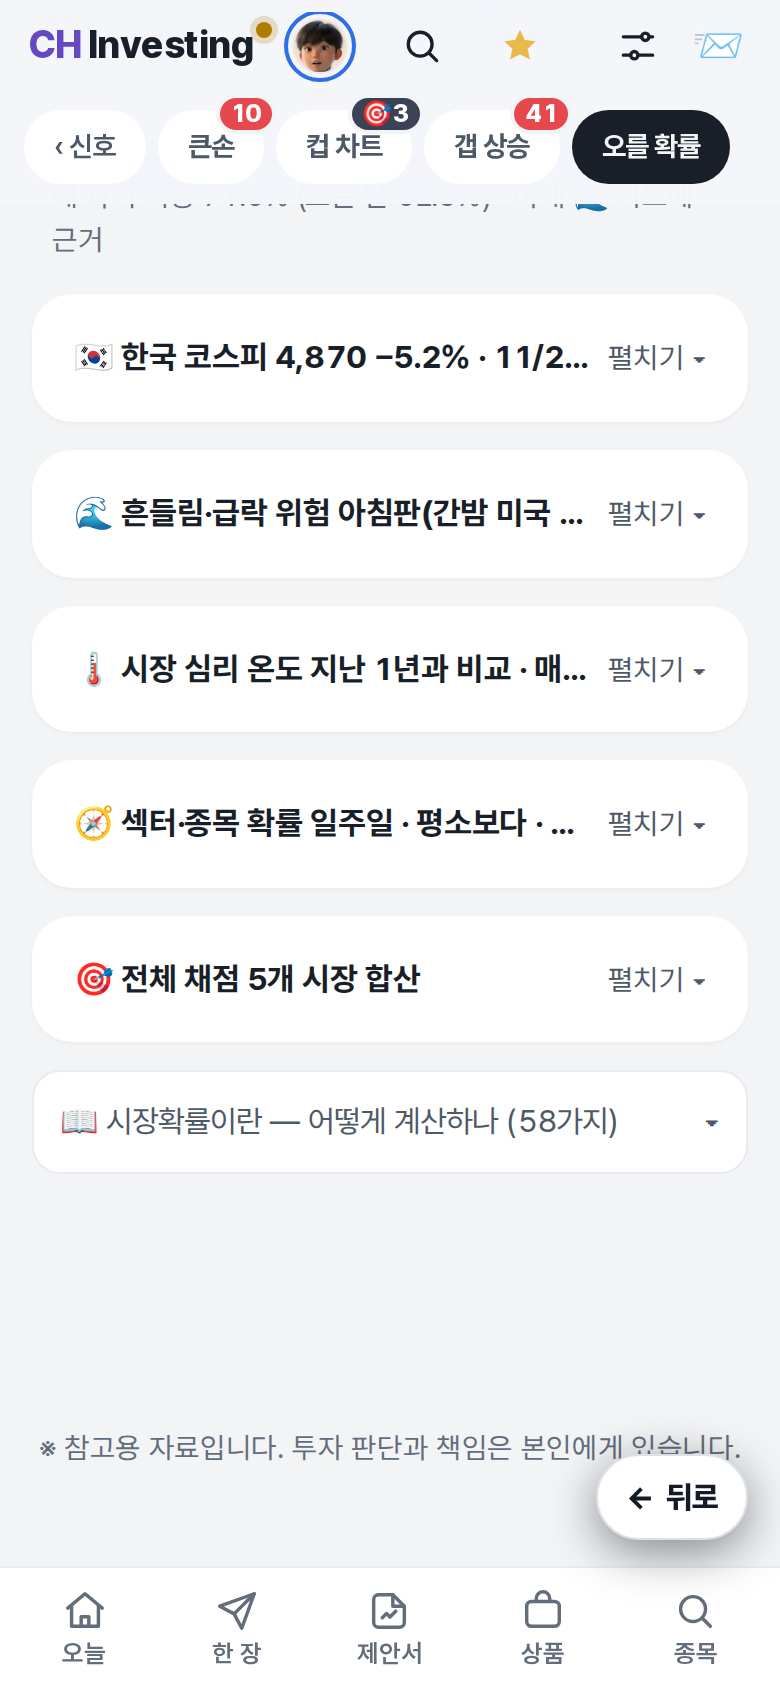 CH Investing
‹ 신호
큰손
10
컵 차트
3
갭 상승
41
오를 확률
근거
한국 코스피 4,870 −5.2% · 11/2... 펼치기
흔들림·급락 위험 아침판(간밤 미국 ... 펼치기
시장 심리 온도 지난 1년과 비교 · 매... 펼치기
섹터·종목 확률 일주일 · 평소보다 · ... 펼치기
전체 채점 5개 시장 합산 펼치기
시장확률이란 — 어떻게 계산하나 (58가지)
※ 참고용 자료입니다. 투자 판단과 책임은 본인에게 있습니다.
← 뒤로
오늘
한 장
제안서
상품
종목